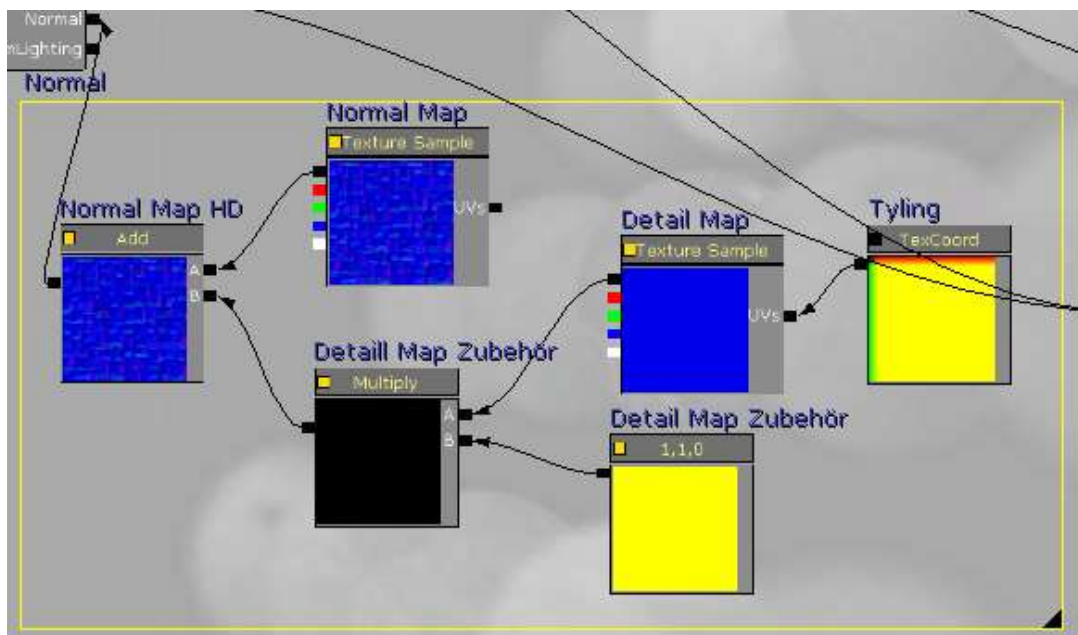 Normal
mLighting
Normal
Normal Map
Texture Sample
UVs
Normal Map HD
Add
A
B
Detail Map
Texture Sample
UVs
Tyling
TexCoord
Detaill Map Zubehör
Multiply
A
B
Detail Map Zubehör
1,1,0